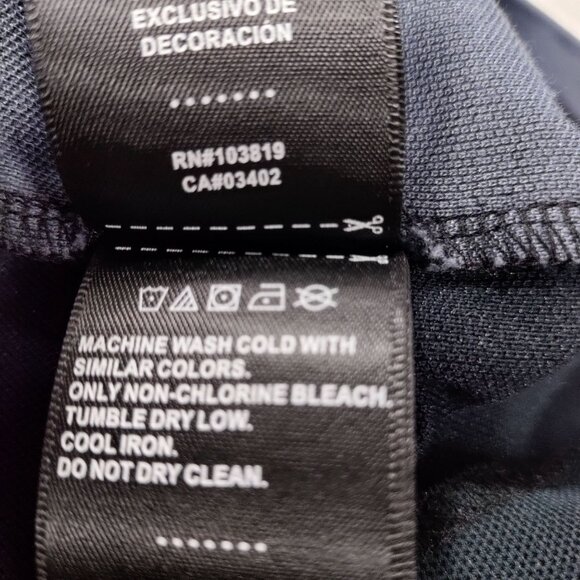 EXCLUSIVO DE
DECORACIÓN
RN#103819
CA#03402
MACHINE WASH COLD WITH
SIMILAR COLORS.
ONLY NON-CHLORINE BLEACH.
TUMBLE DRY LOW.
COOL IRON.
DO NOT DRY CLEAN.